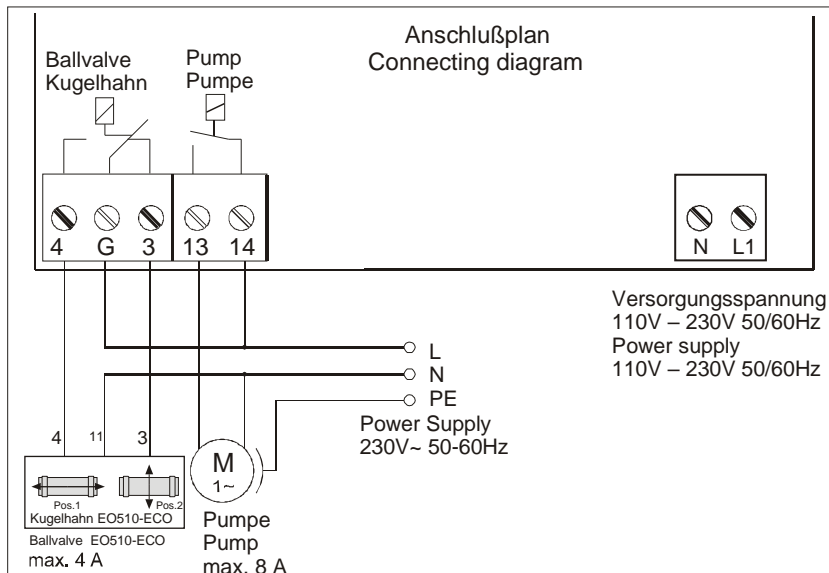 Anschlußplan
Connecting diagram
Ballvalve
Kugelhahn
Pump
Pumpe
4 G 3 13 14
N L1
Versorgungsspannung
110V – 230V 50/60Hz
Power supply
110V – 230V 50/60Hz
L
N
PE
Power Supply
230V~ 50-60Hz
4 11 3
M
1~
Pos.1 Pos.2
Kugelhahn EO510-ECO
Ballvalve EO510-ECO
max. 4 A
Pumpe
Pump
max. 8 A